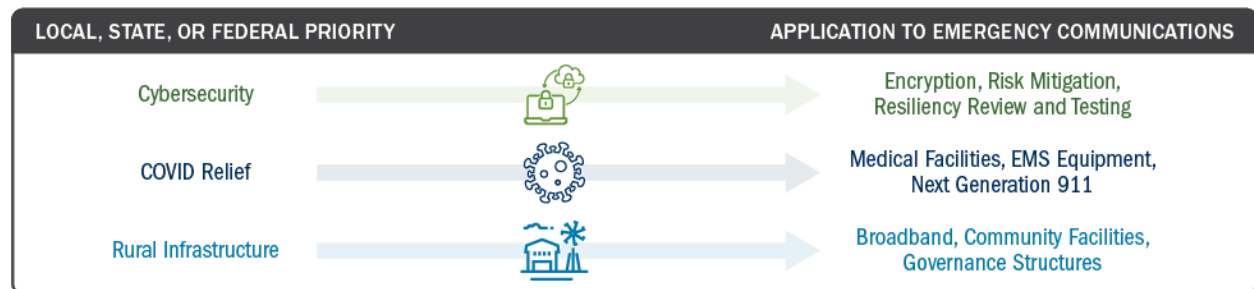 LOCAL, STATE, OR FEDERAL PRIORITY
APPLICATION TO EMERGENCY COMMUNICATIONS
Cybersecurity
Encryption, Risk Mitigation,
Resiliency Review and Testing
COVID Relief
Medical Facilities, EMS Equipment,
Next Generation 911
Rural Infrastructure
Broadband, Community Facilities,
Governance Structures